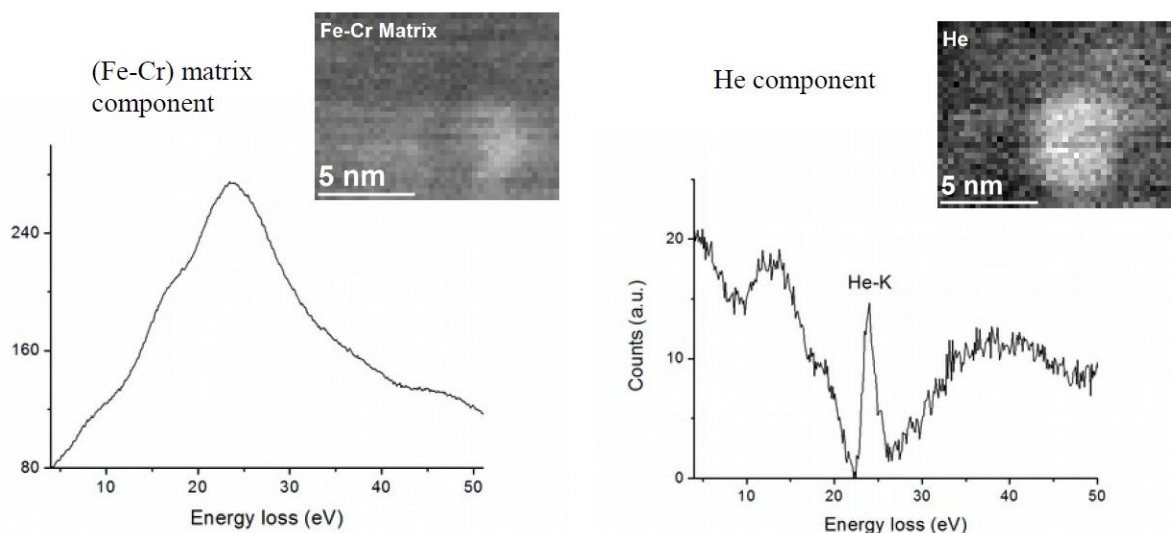 (Fe-Cr) matrix
component
Fe-Cr Matrix
5 nm
240
160
80
10 20 30 40 50
Energy loss (eV)
He component
He
5 nm
Counts (a.u.)
20
10
0
He-K
10 20 30 40 50
Energy loss (eV)